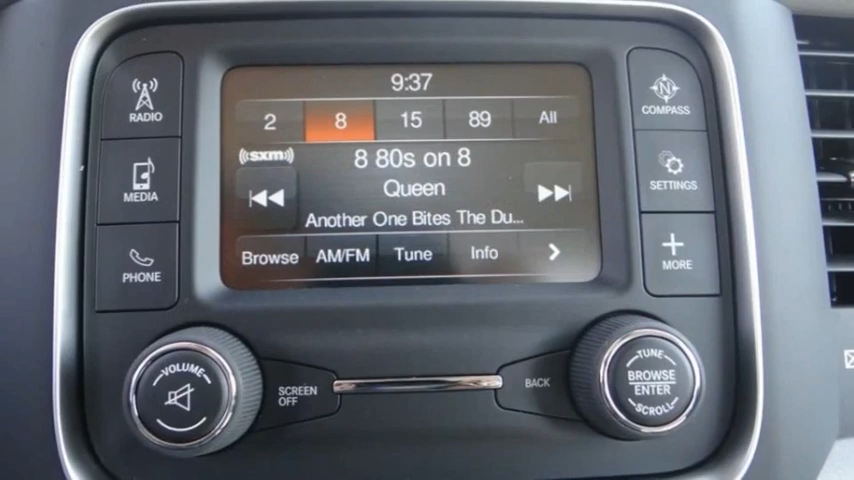 9:37
2 8 15 89 All
((sxm))
8 80s on 8
Queen
Another One Bites The Du...
Browse AM/FM Tune Info >
RADIO
MEDIA
PHONE
N
COMPASS
SETTINGS
+
MORE
VOLUME
SCREEN
OFF
BACK
TUNE
BROWSE
ENTER
SCROLL